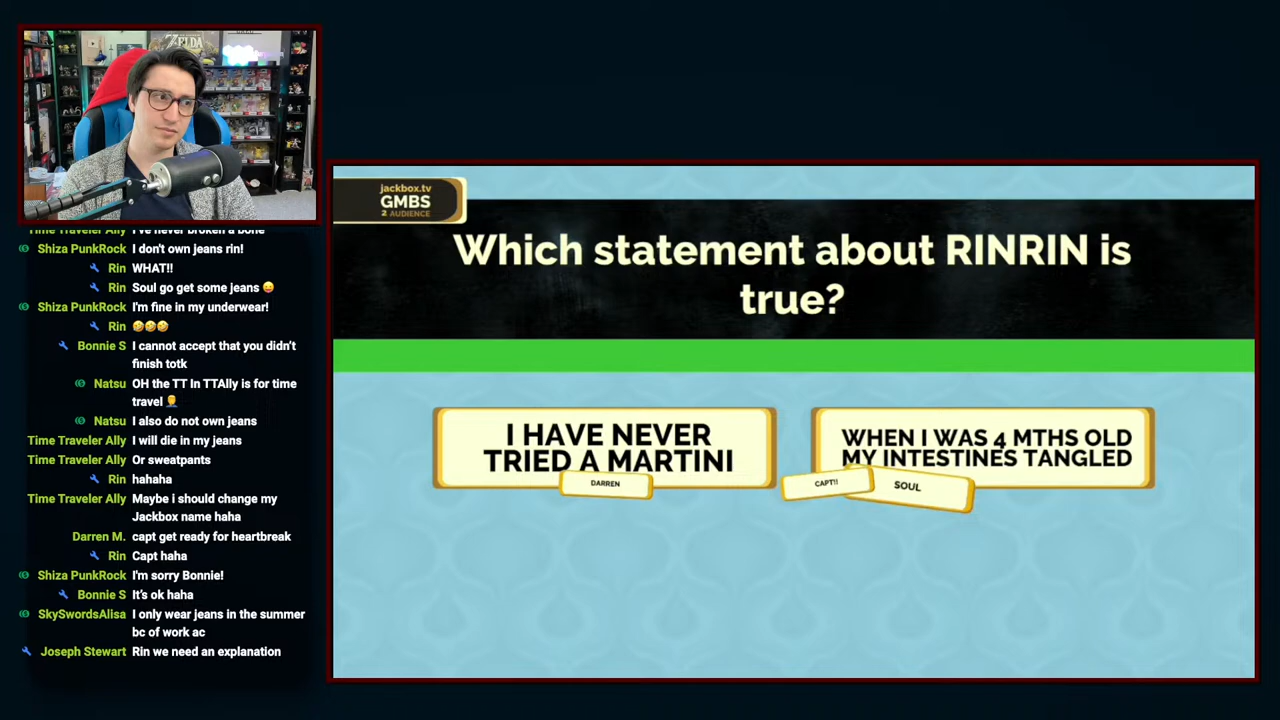 ZELDA
jackbox.tv
GMBS
2 AUDIENCE
Which statement about RINRIN is
true?
I HAVE NEVER
TRIED A MARTINI
DARREN
WHEN I WAS 4 MTHS OLD
MY INTESTINES TANGLED
CAPT!!
SOUL
Time Traveler Ally I've never broken a bone
Shiza PunkRock I don't own jeans rin!
Rin WHAT!!
Rin Soul go get some jeans 😛
Shiza PunkRock I'm fine in my underwear!
Rin 🤣🤣🤣
Bonnie S I cannot accept that you didn't
finish totk
Natsu OH the TT In TTAlly is for time
travel 🤦‍♂️
Natsu I also do not own jeans
Time Traveler Ally I will die in my jeans
Time Traveler Ally Or sweatpants
Rin hahaha
Time Traveler Ally Maybe i should change my
Jackbox name haha
Darren M. capt get ready for heartbreak
Rin Capt haha
Shiza PunkRock I'm sorry Bonnie!
Bonnie S It's ok haha
SkySwordsAlisa I only wear jeans in the summer
bc of work ac
Joseph Stewart Rin we need an explanation